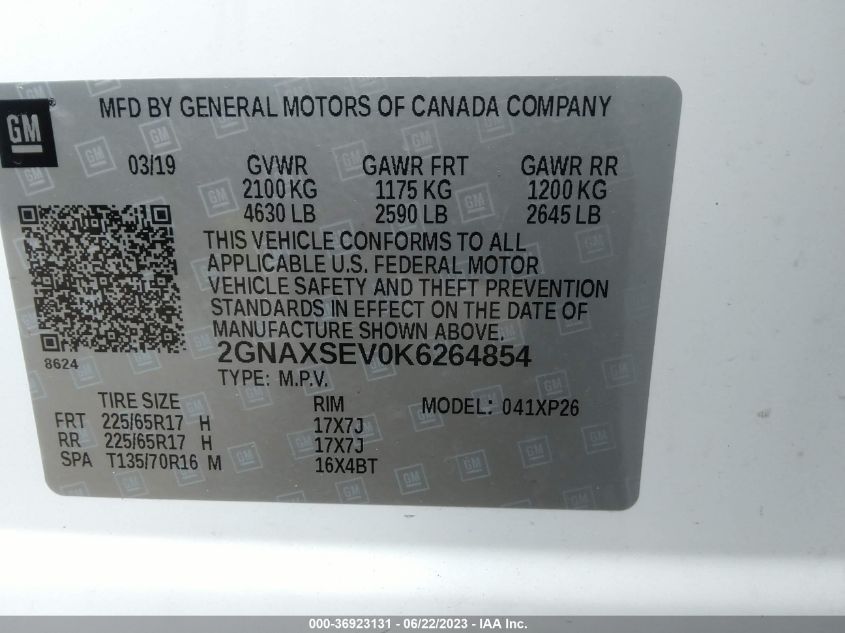 GM ®
MFD BY GENERAL MOTORS OF CANADA COMPANY
03/19 GVWR GAWR FRT GAWR RR
2100 KG 1175 KG 1200 KG
4630 LB 2590 LB 2645 LB
THIS VEHICLE CONFORMS TO ALL
APPLICABLE U.S. FEDERAL MOTOR
VEHICLE SAFETY AND THEFT PREVENTION
STANDARDS IN EFFECT ON THE DATE OF
MANUFACTURE SHOWN ABOVE.
8624 2GNAXSEV0K6264854
TYPE: M.P.V.
TIRE SIZE RIM MODEL: 041XP26
FRT 225/65R17 H 17X7J
RR 225/65R17 H 17X7J
SPA T135/70R16 M 16X4BT
000-36923131 - 06/22/2023 - IAA Inc.